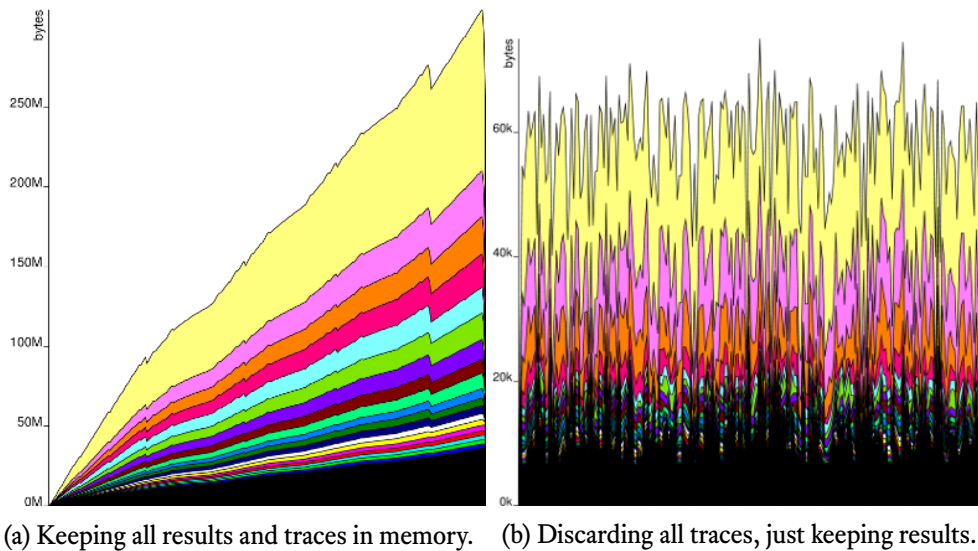 bytes
250M
200M
150M
100M
50M
0M
(a) Keeping all results and traces in memory.
bytes
60k
40k
20k
0k
(b) Discarding all traces, just keeping results.